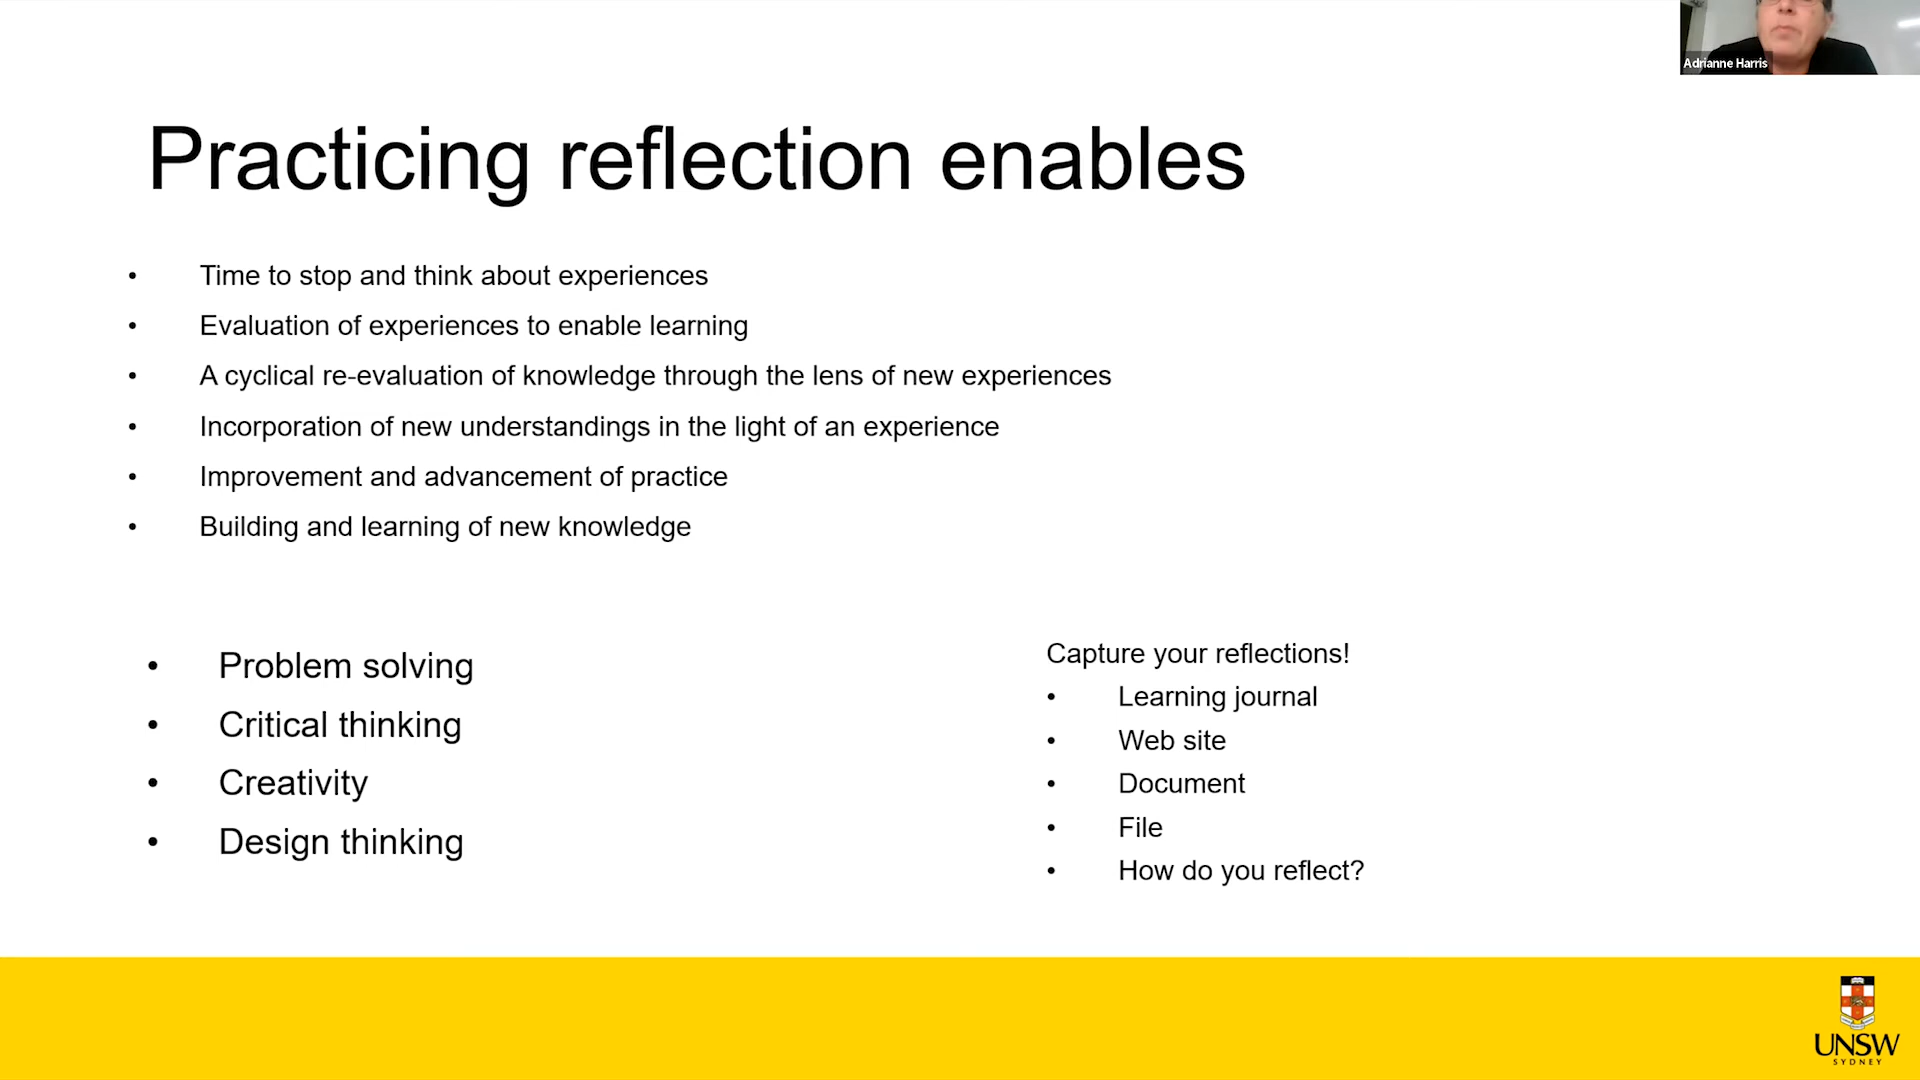 Adrianne Harris
Practicing reflection enables
• Time to stop and think about experiences
• Evaluation of experiences to enable learning
• A cyclical re-evaluation of knowledge through the lens of new experiences
• Incorporation of new understandings in the light of an experience
• Improvement and advancement of practice
• Building and learning of new knowledge
• Problem solving
• Critical thinking
• Creativity
• Design thinking
Capture your reflections!
• Learning journal
• Web site
• Document
• File
• How do you reflect?
UNSW
SYDNEY